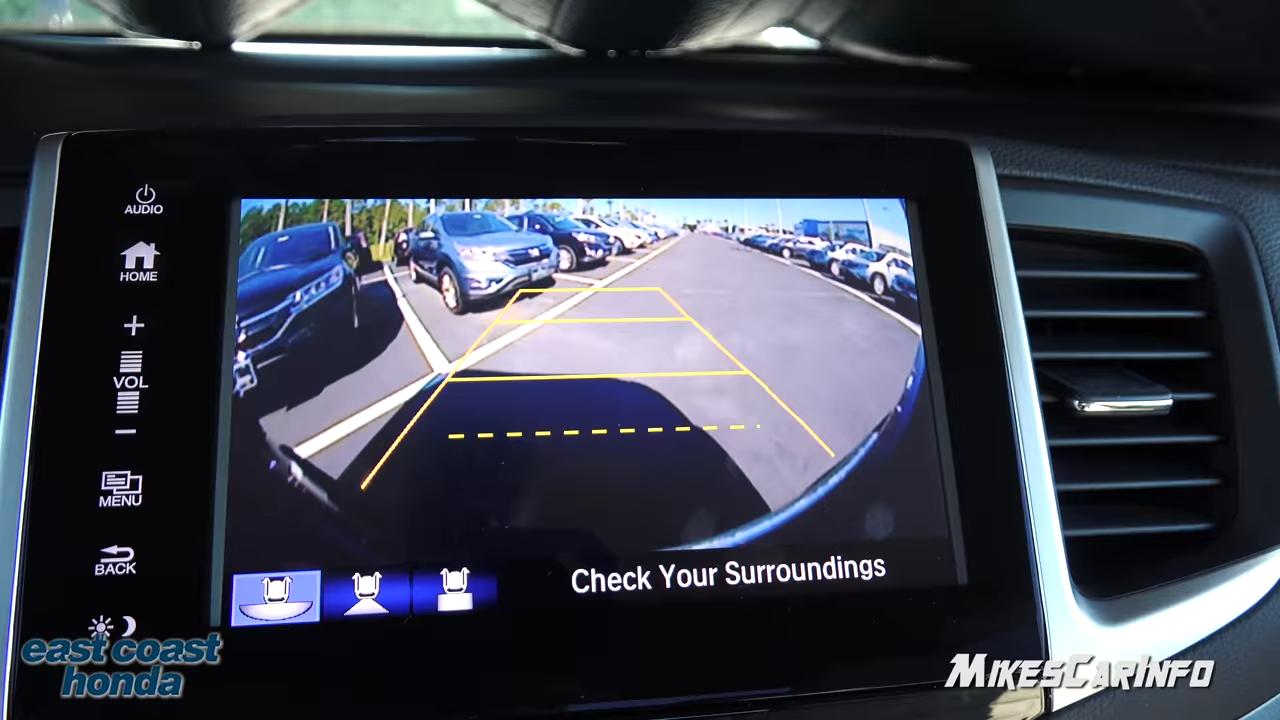 AUDIO
HOME
+
VOL
−
MENU
BACK
Check Your Surroundings
east coast
honda
MIKESCARINFO